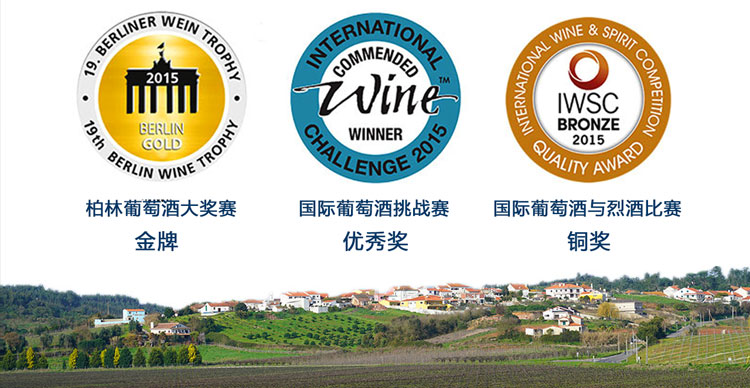 19. BERLINER WEIN TROPHY
2015
BERLIN
GOLD
19th BERLIN WINE TROPHY
INTERNATIONAL
COMMENDED
Wine™
WINNER
CHALLENGE 2015
INTERNATIONAL WINE & SPIRIT COMPETITION
IWSC
BRONZE
2015
QUALITY AWARD
柏林葡萄酒大奖赛
国际葡萄酒挑战赛
国际葡萄酒与烈酒比赛
金牌
优秀奖
铜奖